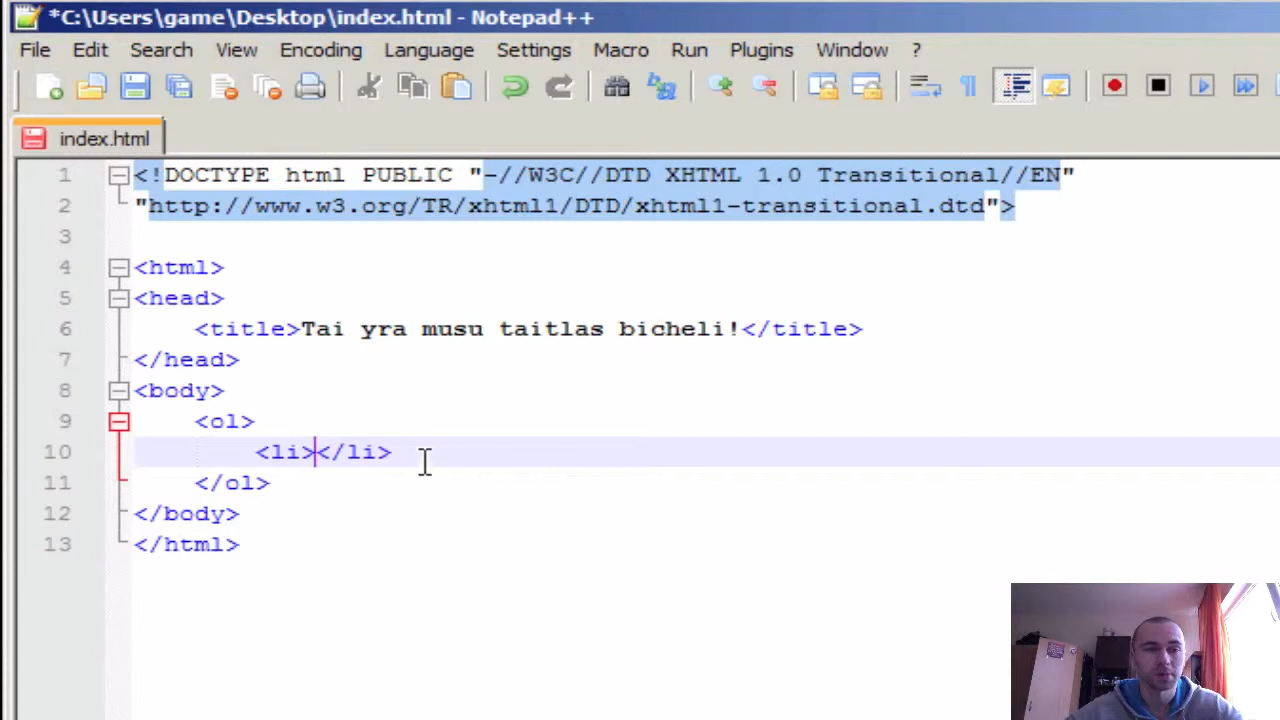 *C:\Users\game\Desktop\index.html - Notepad++
File Edit Search View Encoding Language Settings Macro Run Plugins Window ?
index.html
1 <!DOCTYPE html PUBLIC "-//W3C//DTD XHTML 1.0 Transitional//EN"
2 "http://www.w3.org/TR/xhtml1/DTD/xhtml1-transitional.dtd">
3
4 <html>
5 <head>
6 <title>Tai yra musu taitlas bicheli!</title>
7 </head>
8 <body>
9 <ol>
10 <li></li>
11 </ol>
12 </body>
13 </html>